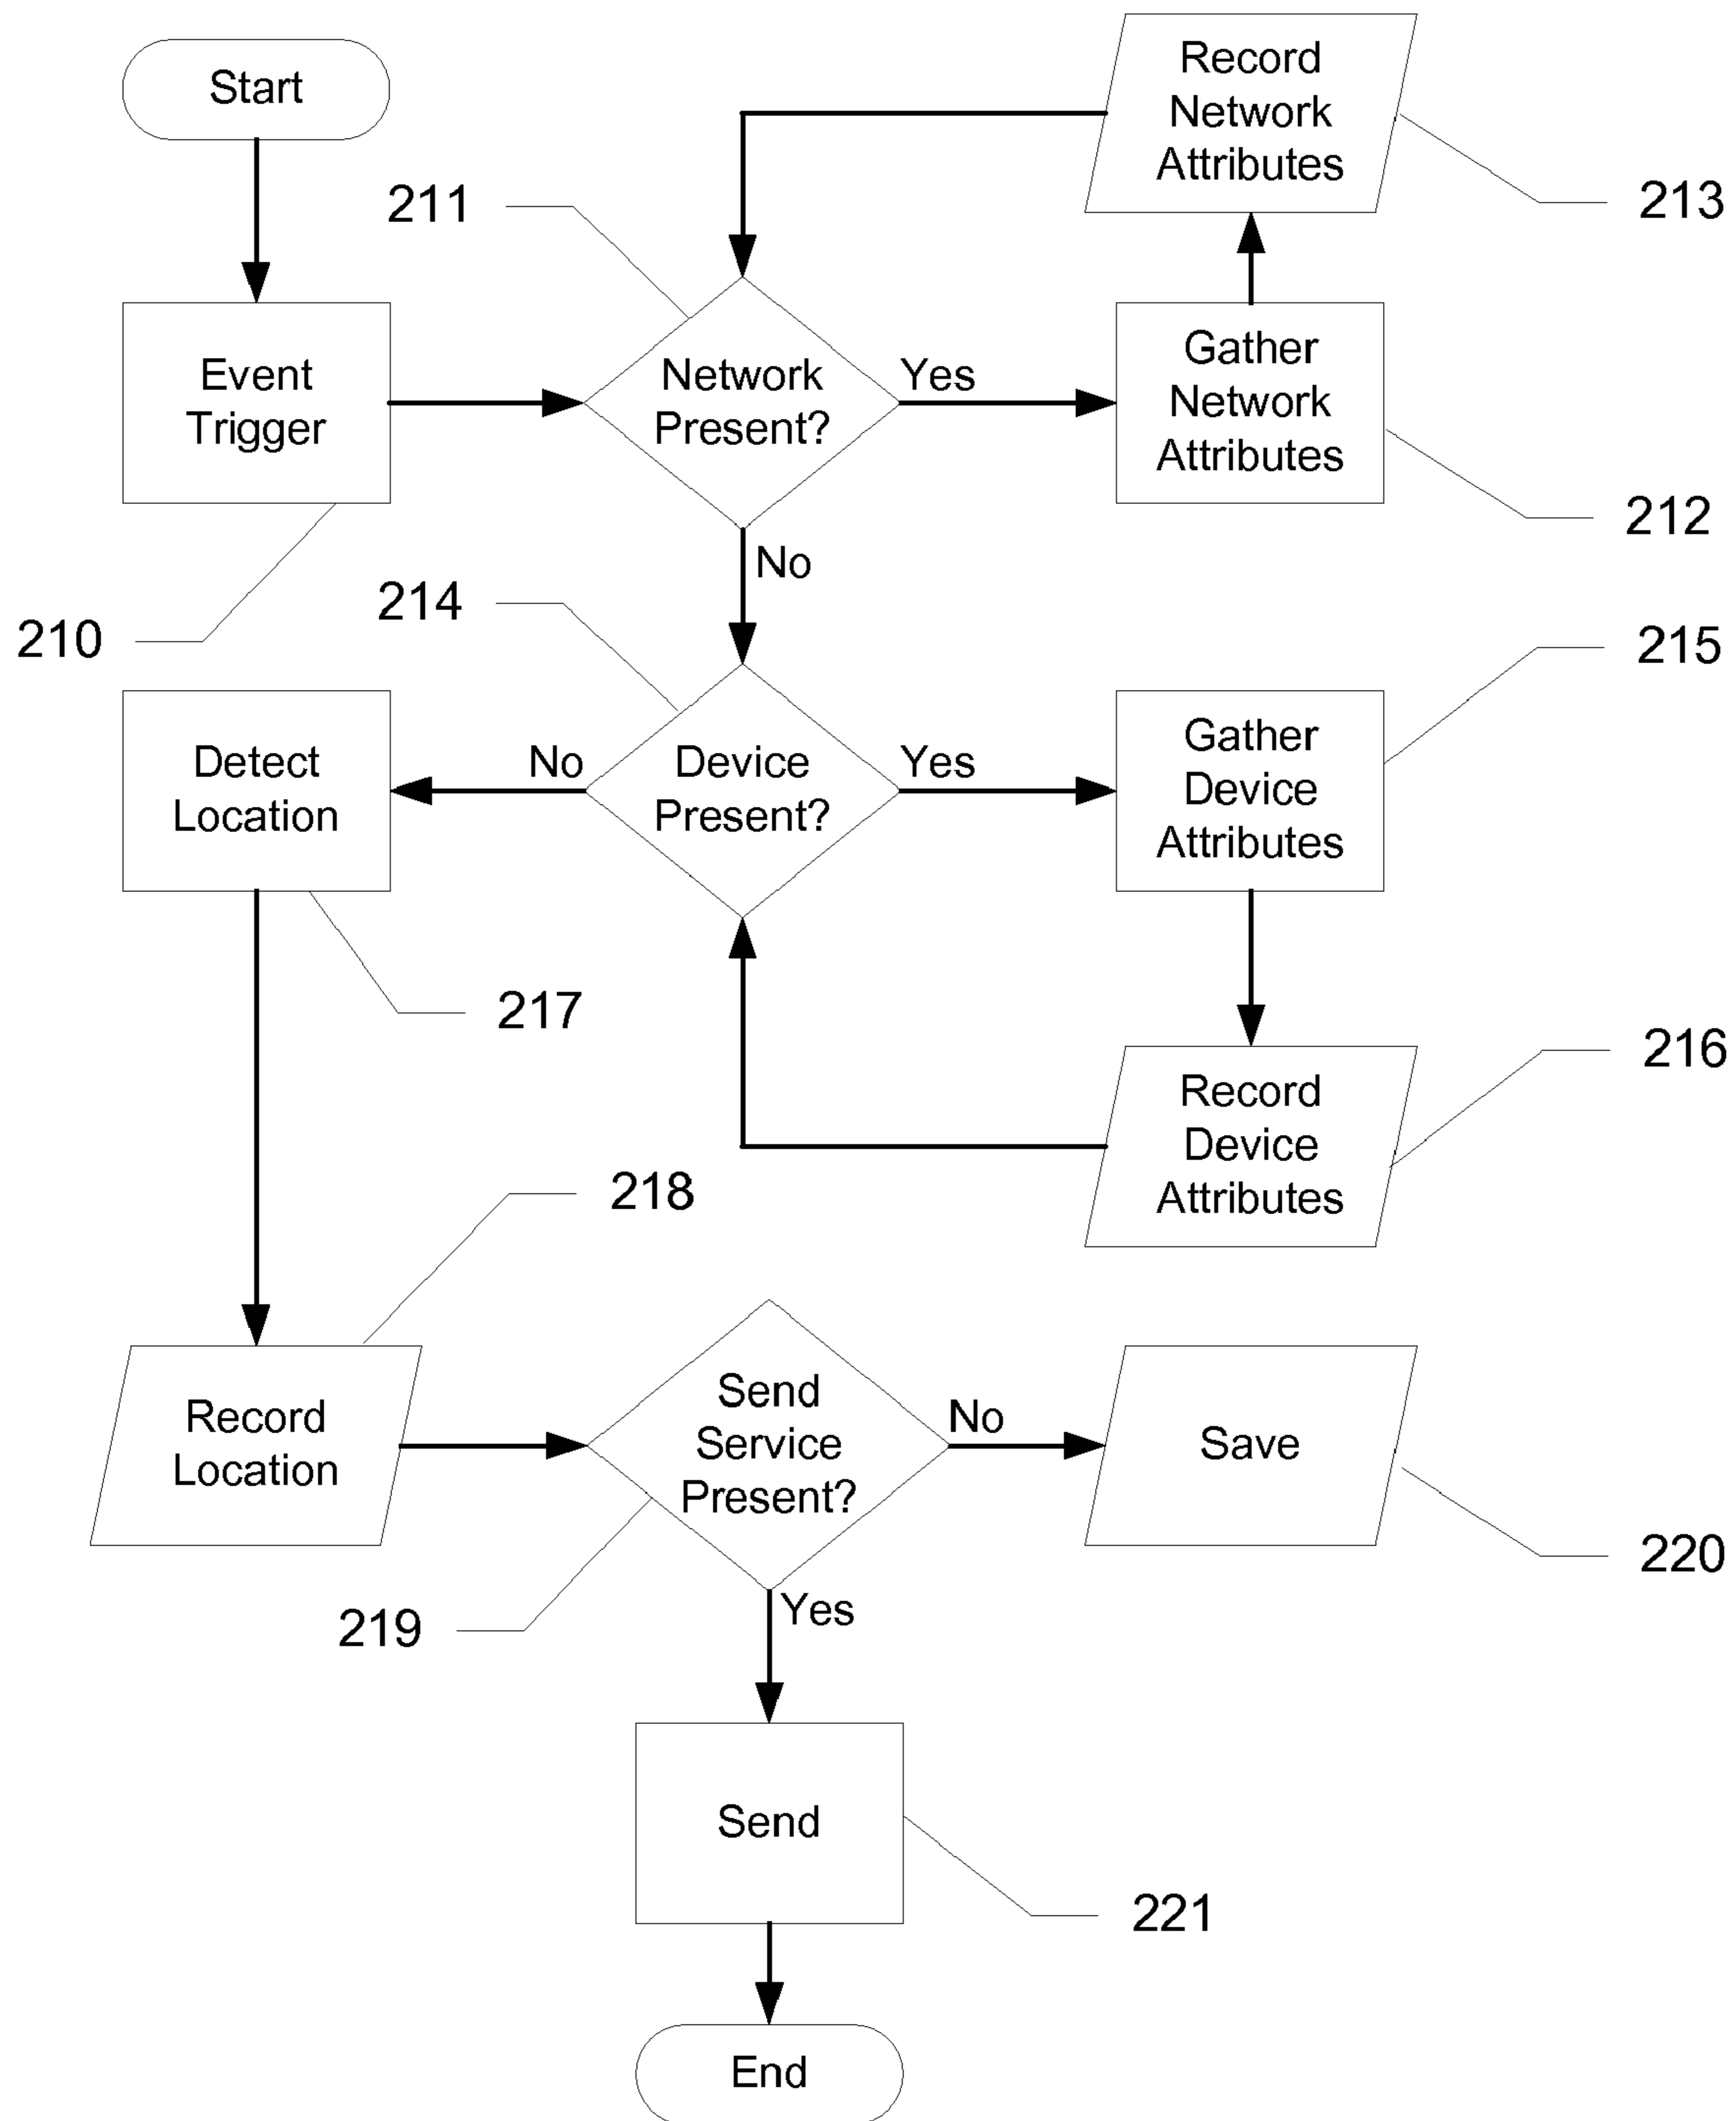 Start
Record
Network
Attributes
213
211
Event
Trigger
Network
Present?
Yes
Gather
Network
Attributes
212
No
210
214
215
Detect
Location
No
Device
Present?
Yes
Gather
Device
Attributes
217
216
Record
Device
Attributes
218
Record
Location
Send
Service
Present?
No
Save
220
219
Yes
Send
221
End